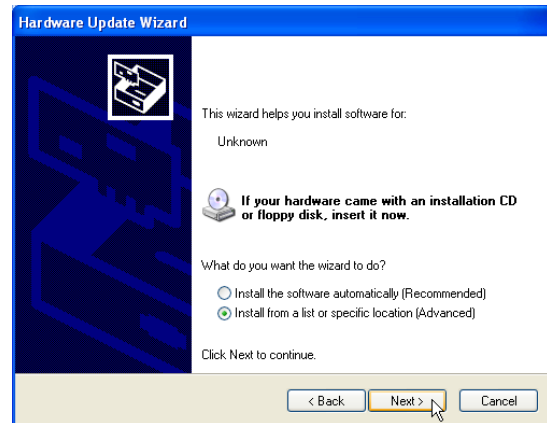 Hardware Update Wizard
This wizard helps you install software for:
Unknown
If your hardware came with an installation CD
or floppy disk, insert it now.
What do you want the wizard to do?
Install the software automatically (Recommended)
Install from a list or specific location (Advanced)
Click Next to continue.
< Back
Next >
Cancel